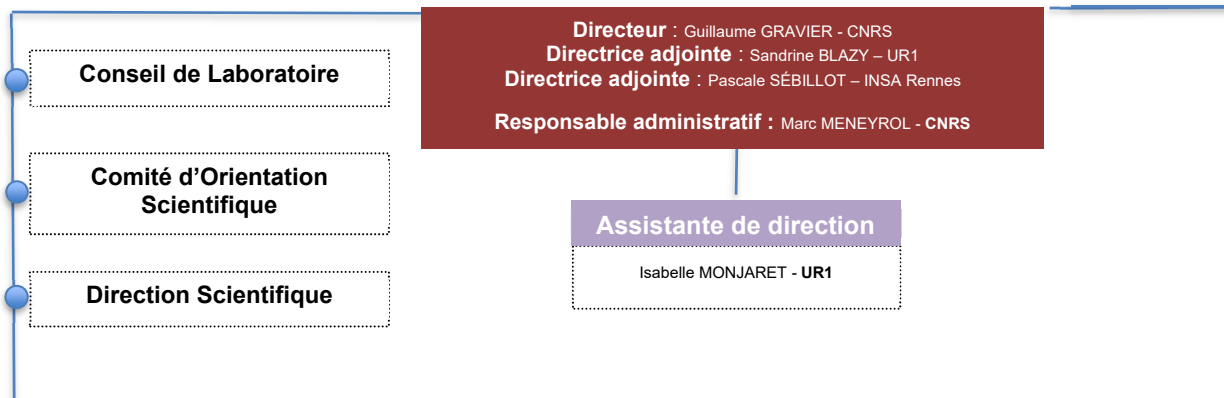 Directeur : Guillaume GRAVIER - CNRS
Directrice adjointe : Sandrine BLAZY – UR1
Directrice adjointe : Pascale SÉBILLOT – INSA Rennes
Responsable administratif : Marc MENEYROL - CNRS
Conseil de Laboratoire
Comité d'Orientation
Scientifique
Direction Scientifique
Assistante de direction
Isabelle MONJARET - UR1